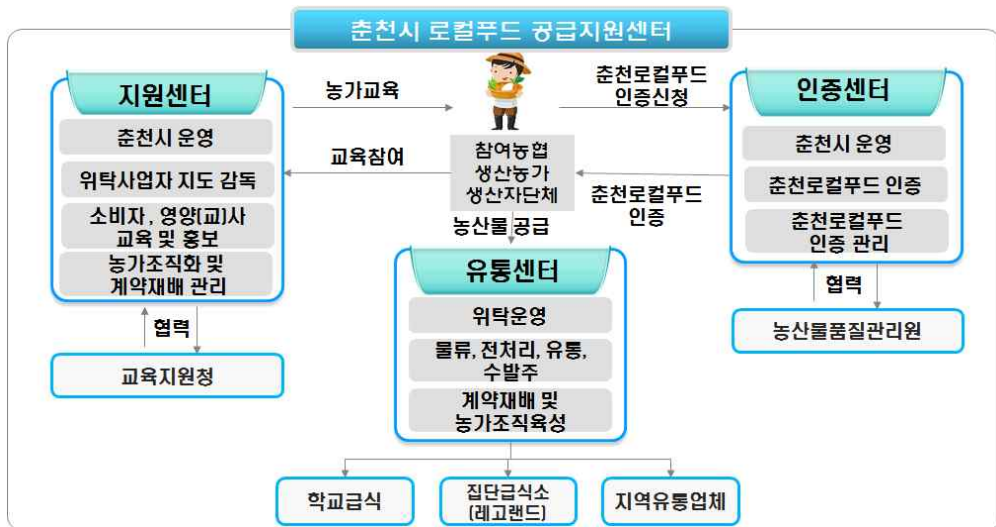 춘천시 로컬푸드 공급지원센터
지원센터
춘천시 운영
위탁사업자 지도 감독
소비자, 영양(교)사
교육 및 홍보
농가조직화 및
계약재배 관리
협력
교육지원청
농가교육
교육참여
참여농협
생산농가
생산자단체
농산물 공급
춘천로컬푸드
인증신청
춘천로컬푸드
인증
인증센터
춘천시 운영
춘천로컬푸드 인증
춘천로컬푸드
인증 관리
협력
농산물품질관리원
유통센터
위탁운영
물류, 전처리, 유통,
수발주
계약재배 및
농가조직육성
학교급식
집단급식소
(레고랜드)
지역유통업체